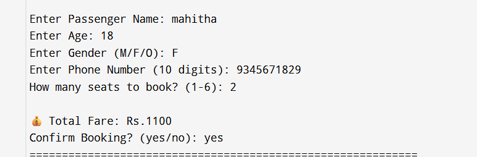 Enter Passenger Name: mahitha
Enter Age: 18
Enter Gender (M/F/O): F
Enter Phone Number (10 digits): 9345671829
How many seats to book? (1-6): 2
💰 Total Fare: Rs.1100
Confirm Booking? (yes/no): yes
============================================================